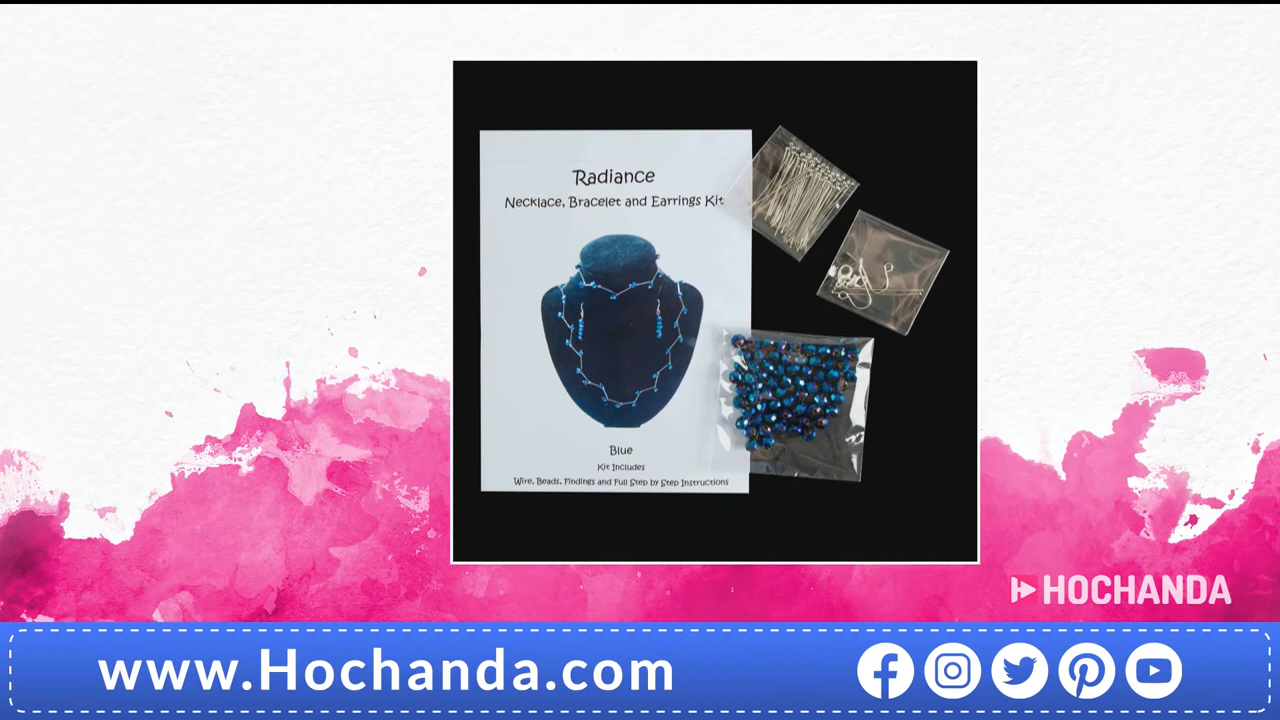 Radiance
Necklace, Bracelet and Earrings Kit
Blue
Kit Includes
Wire, Beads, Findings and Full Step by Step Instructions
HOCHANDA
www.Hochanda.com